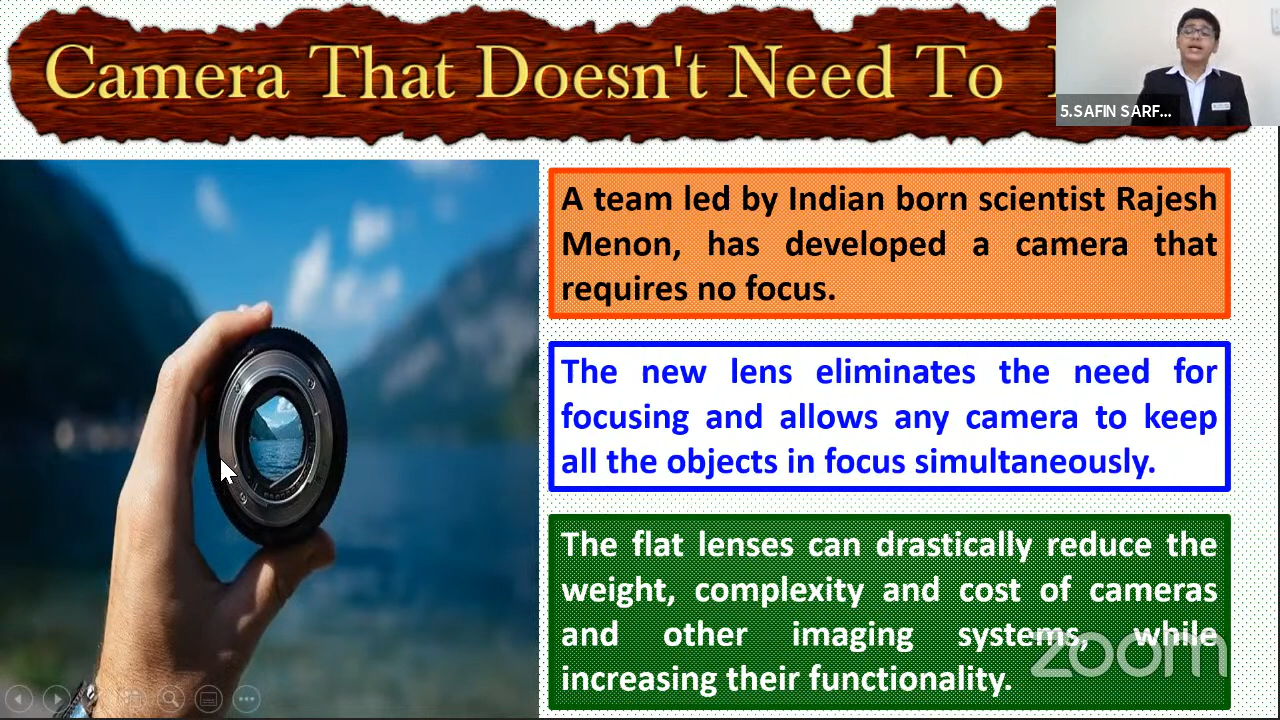 Camera That Doesn't Need To
5.SAFIN SARF...
A team led by Indian born scientist Rajesh
Menon, has developed a camera that
requires no focus.
The new lens eliminates the need for
focusing and allows any camera to keep
all the objects in focus simultaneously.
The flat lenses can drastically reduce the
weight, complexity and cost of cameras
and other imaging systems, while
increasing their functionality.
zoom